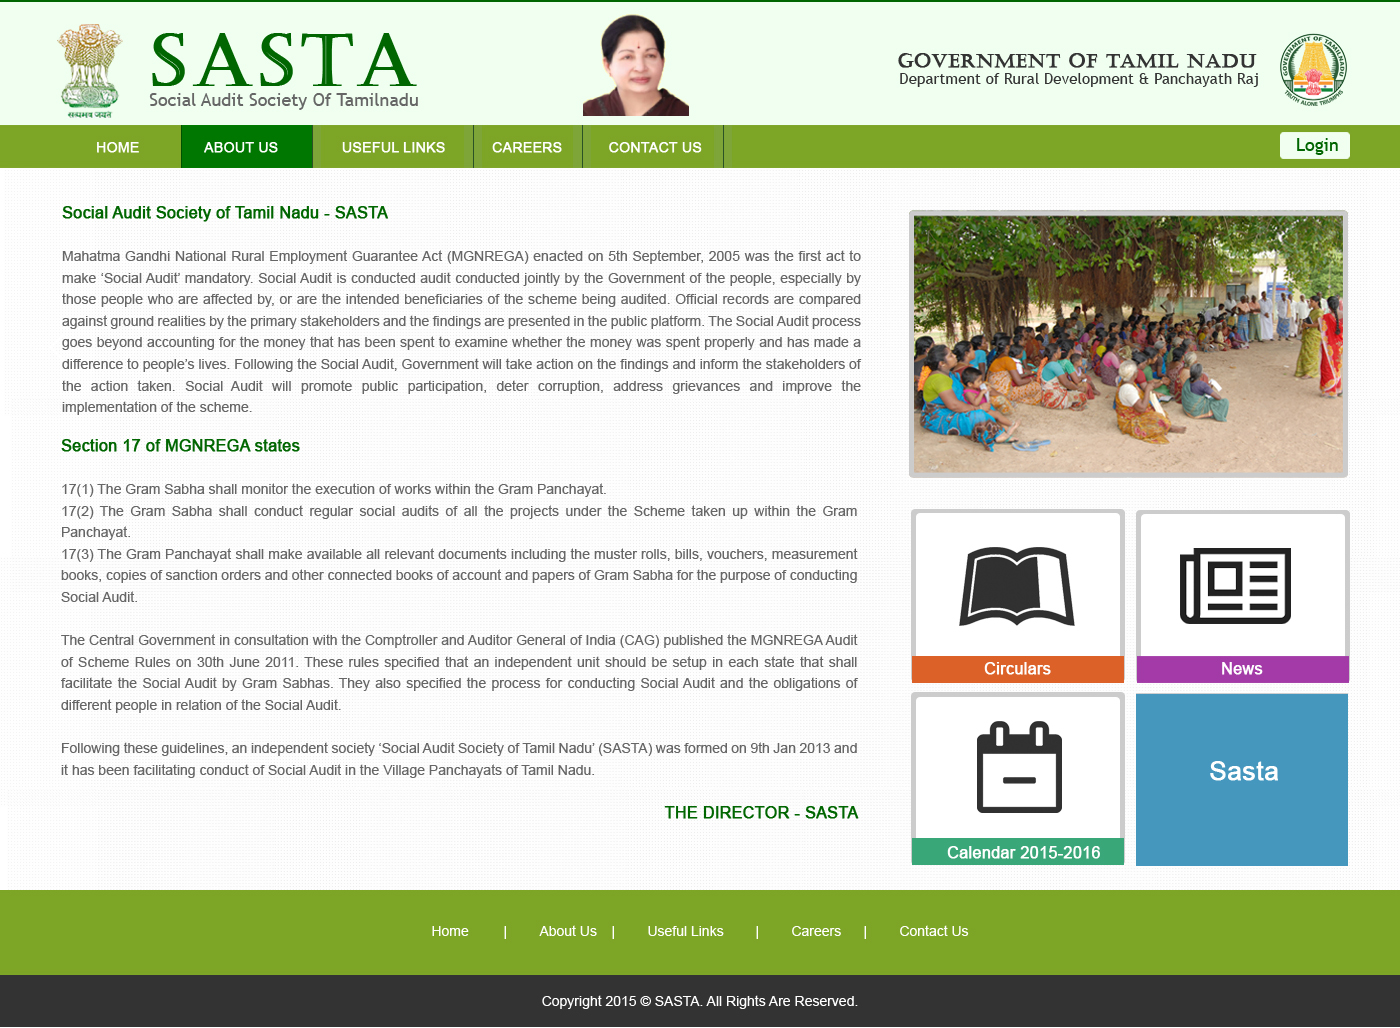 SASTA
Social Audit Society Of Tamilnadu
सत्यमेव जयते
GOVERNMENT OF TAMIL NADU
Department of Rural Development & Panchayath Raj
GOVERNMENT OF TAMILNADU
TRUTH ALONE TRIUMPHS
HOME
ABOUT US
USEFUL LINKS
CAREERS
CONTACT US
Login
Social Audit Society of Tamil Nadu - SASTA
Mahatma Gandhi National Rural Employment Guarantee Act (MGNREGA) enacted on 5th September, 2005 was the first act to
make ‘Social Audit’ mandatory. Social Audit is conducted audit conducted jointly by the Government of the people, especially by
those people who are affected by, or are the intended beneficiaries of the scheme being audited. Official records are compared
against ground realities by the primary stakeholders and the findings are presented in the public platform. The Social Audit process
goes beyond accounting for the money that has been spent to examine whether the money was spent properly and has made a
difference to people’s lives. Following the Social Audit, Government will take action on the findings and inform the stakeholders of
the action taken. Social Audit will promote public participation, deter corruption, address grievances and improve the
implementation of the scheme.
Section 17 of MGNREGA states
17(1) The Gram Sabha shall monitor the execution of works within the Gram Panchayat.
17(2) The Gram Sabha shall conduct regular social audits of all the projects under the Scheme taken up within the Gram
Panchayat.
17(3) The Gram Panchayat shall make available all relevant documents including the muster rolls, bills, vouchers, measurement
books, copies of sanction orders and other connected books of account and papers of Gram Sabha for the purpose of conducting
Social Audit.
The Central Government in consultation with the Comptroller and Auditor General of India (CAG) published the MGNREGA Audit
of Scheme Rules on 30th June 2011. These rules specified that an independent unit should be setup in each state that shall
facilitate the Social Audit by Gram Sabhas. They also specified the process for conducting Social Audit and the obligations of
different people in relation of the Social Audit.
Following these guidelines, an independent society ‘Social Audit Society of Tamil Nadu’ (SASTA) was formed on 9th Jan 2013 and
it has been facilitating conduct of Social Audit in the Village Panchayats of Tamil Nadu.
THE DIRECTOR - SASTA
Circulars
News
Calendar 2015-2016
Sasta
Home | About Us | Useful Links | Careers | Contact Us
Copyright 2015 © SASTA. All Rights Are Reserved.